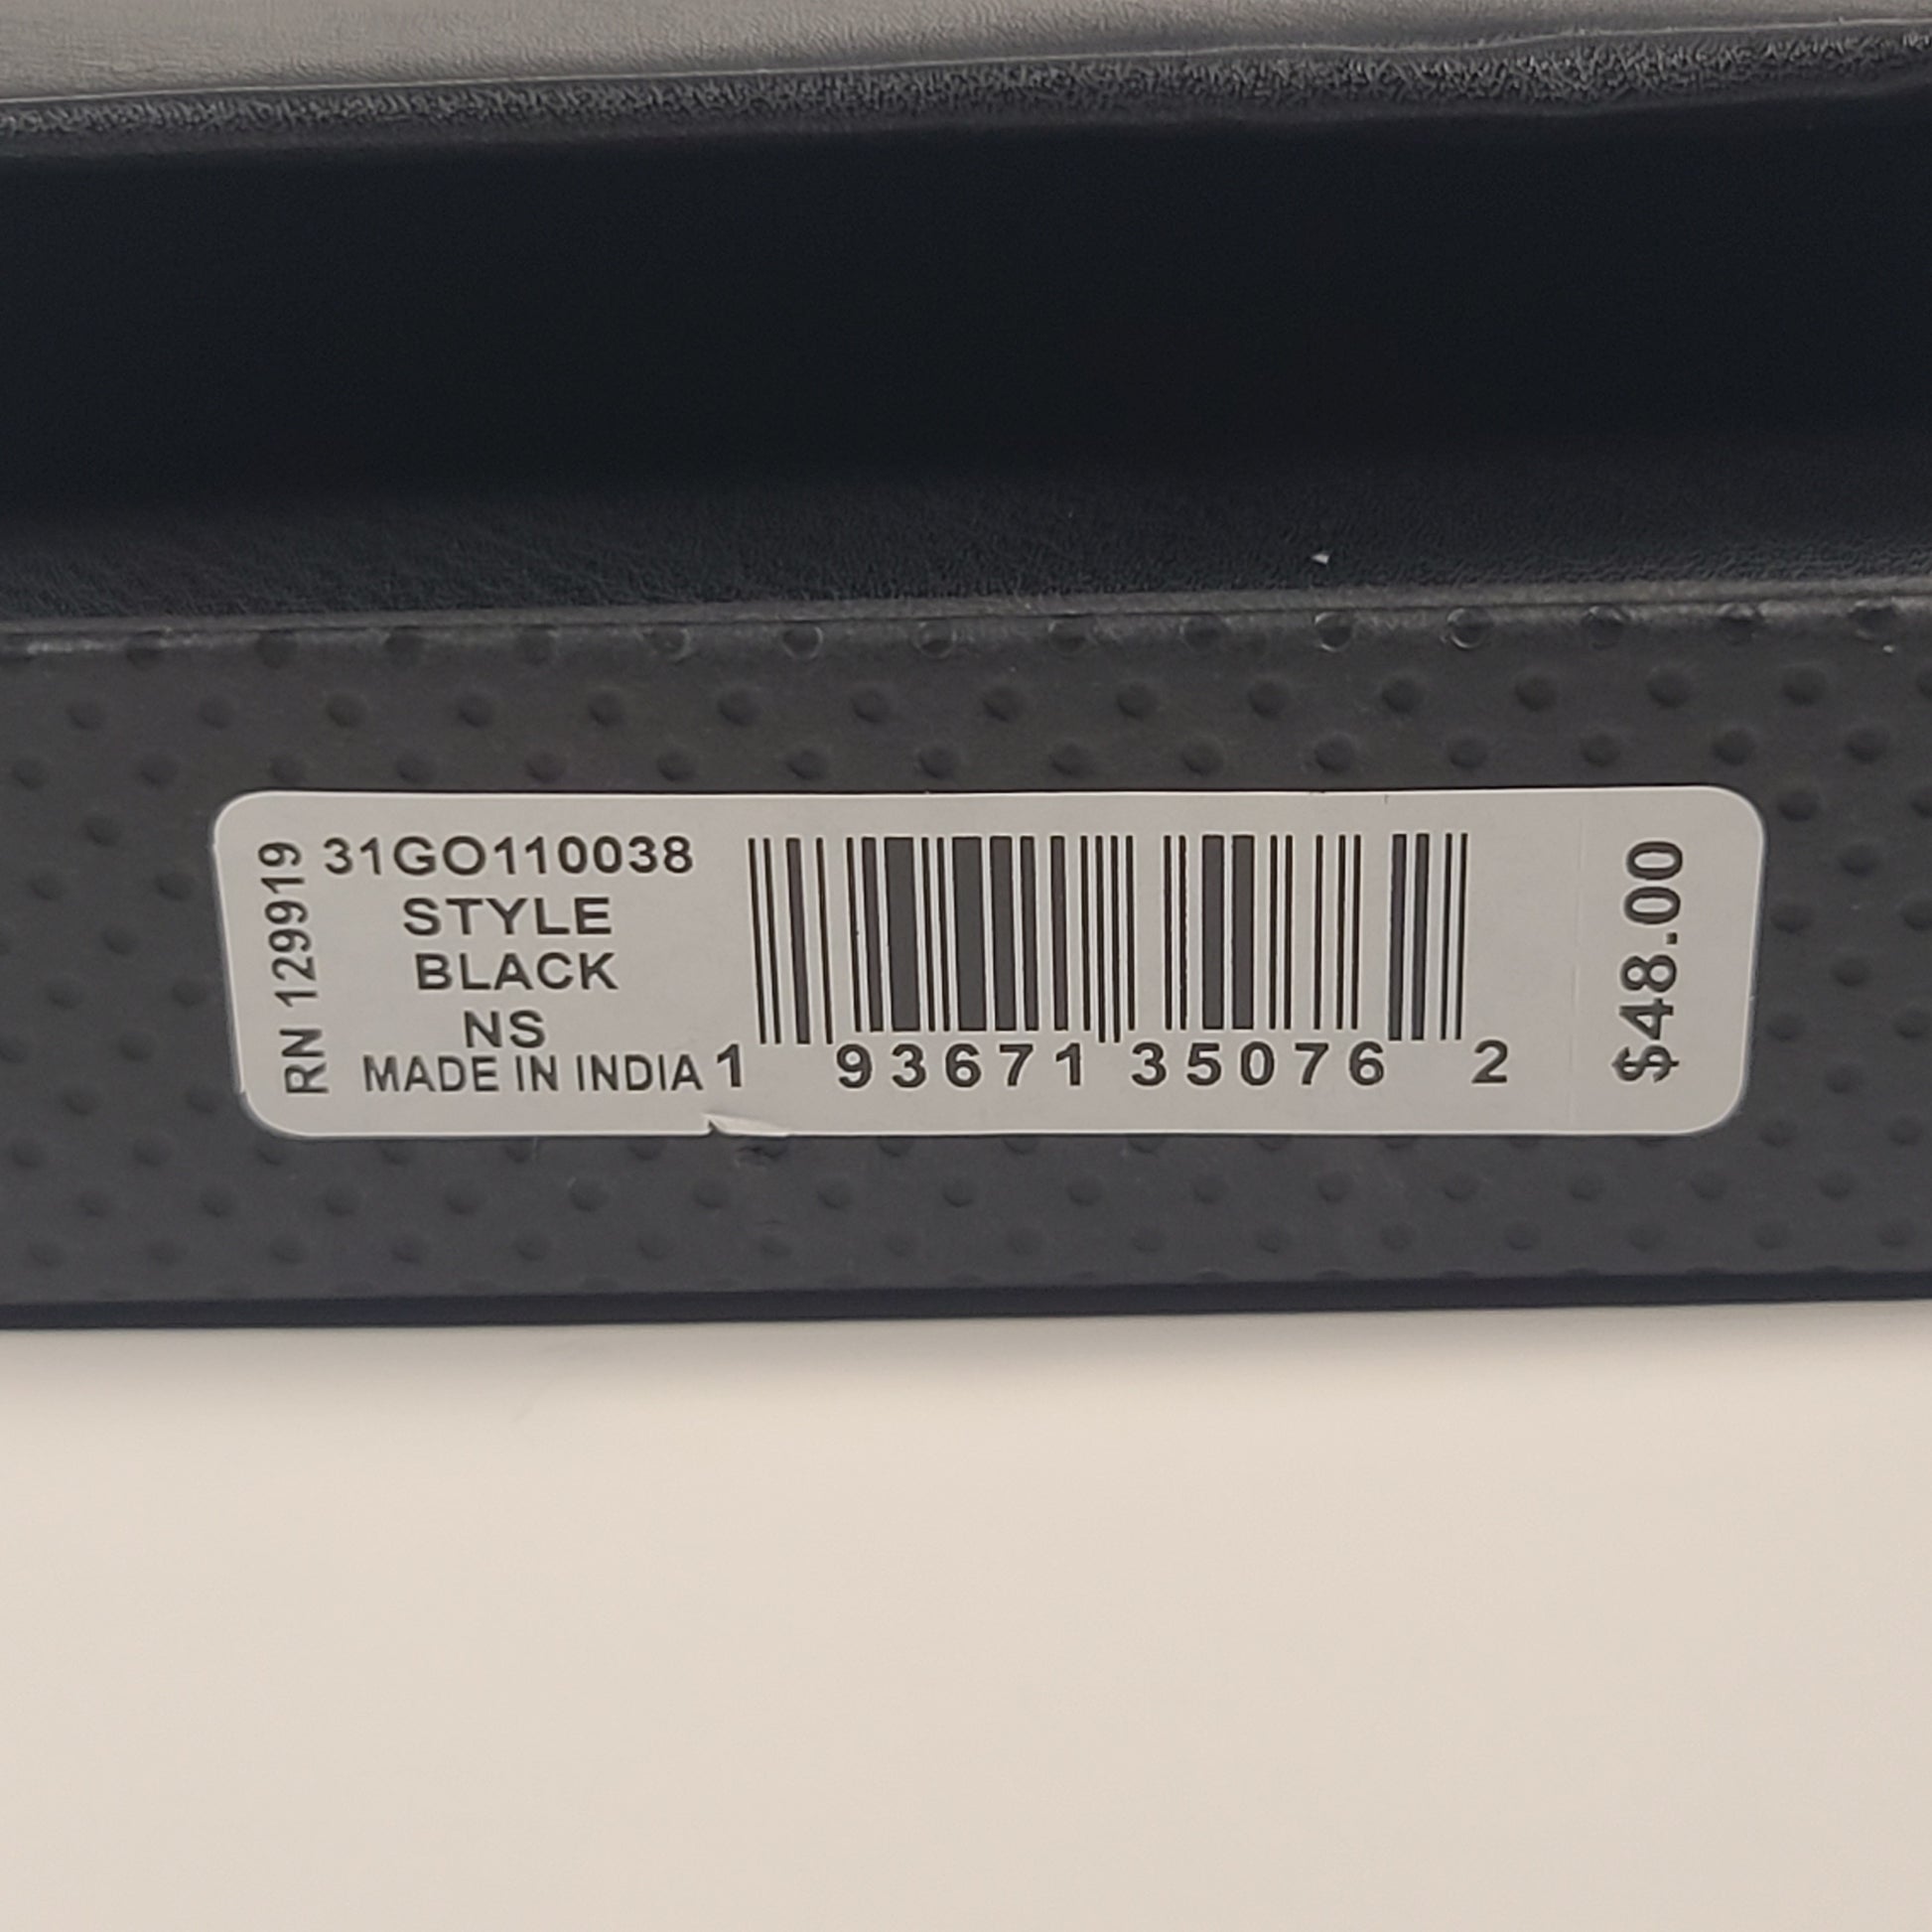 RN 129919
31GO110038
STYLE
BLACK
NS
MADE IN INDIA
1 93671 35076 2
$48.00